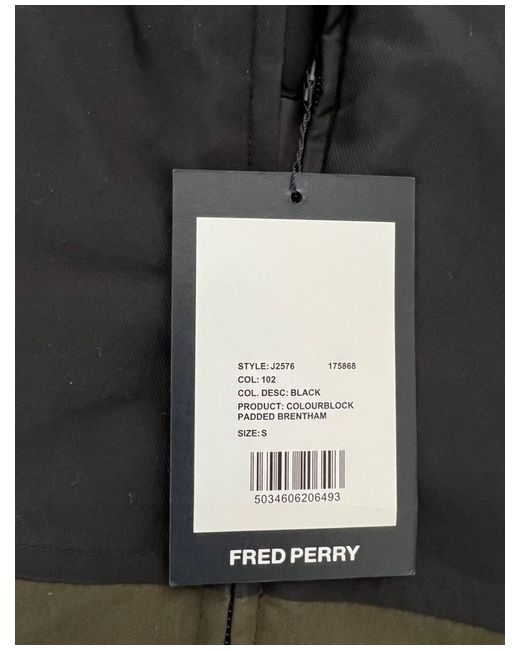 STYLE: J2576 175868
COL: 102
COL. DESC: BLACK
PRODUCT: COLOURBLOCK
PADDED BRENTHAM
SIZE: S
5034606206493
FRED PERRY